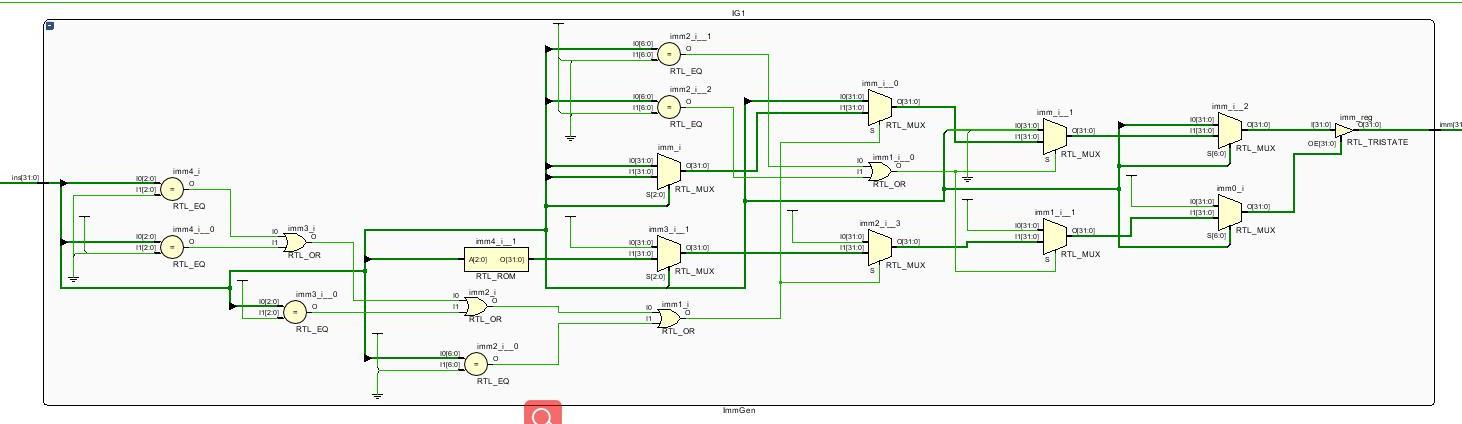 IG1
imm2_i__1
I0[6:0]
O
I1[6:0]
RTL_EQ
imm2_i__2
I0[6:0]
O
I1[6:0]
RTL_EQ
imm_i__0
I0[31:0]
O[31:0]
I1[31:0]
S
RTL_MUX
imm_i__1
I0[31:0]
O[31:0]
I1[31:0]
S
RTL_MUX
imm_i__2
I0[31:0]
O[31:0]
I1[31:0]
S[6:0]
RTL_MUX
imm_reg
I[31:0]
O[31:0]
OE[31:0]
RTL_TRISTATE
imm[31
imm_i
I0[31:0]
O[31:0]
I1[31:0]
S[2:0]
RTL_MUX
imm1_i__0
I0
O
I1
RTL_OR
ins[31:0]
imm4_i
I0[2:0]
O
I1[2:0]
RTL_EQ
imm4_i__0
I0[2:0]
O
I1[2:0]
RTL_EQ
imm3_i
I0
O
I1
RTL_OR
imm4_i__1
A[2:0]
O[31:0]
RTL_ROM
imm3_i__1
I0[31:0]
O[31:0]
I1[31:0]
S[2:0]
RTL_MUX
imm2_i__3
I0[31:0]
O[31:0]
I1[31:0]
S
RTL_MUX
imm1_i__1
I0[31:0]
O[31:0]
I1[31:0]
S
RTL_MUX
imm0_i
I0[31:0]
O[31:0]
I1[31:0]
S[6:0]
RTL_MUX
imm3_i__0
I0[2:0]
O
I1[2:0]
RTL_EQ
imm2_i
I0
O
I1
RTL_OR
imm1_i
I0
O
I1
RTL_OR
imm2_i__0
I0[6:0]
O
I1[6:0]
RTL_EQ
ImmGen